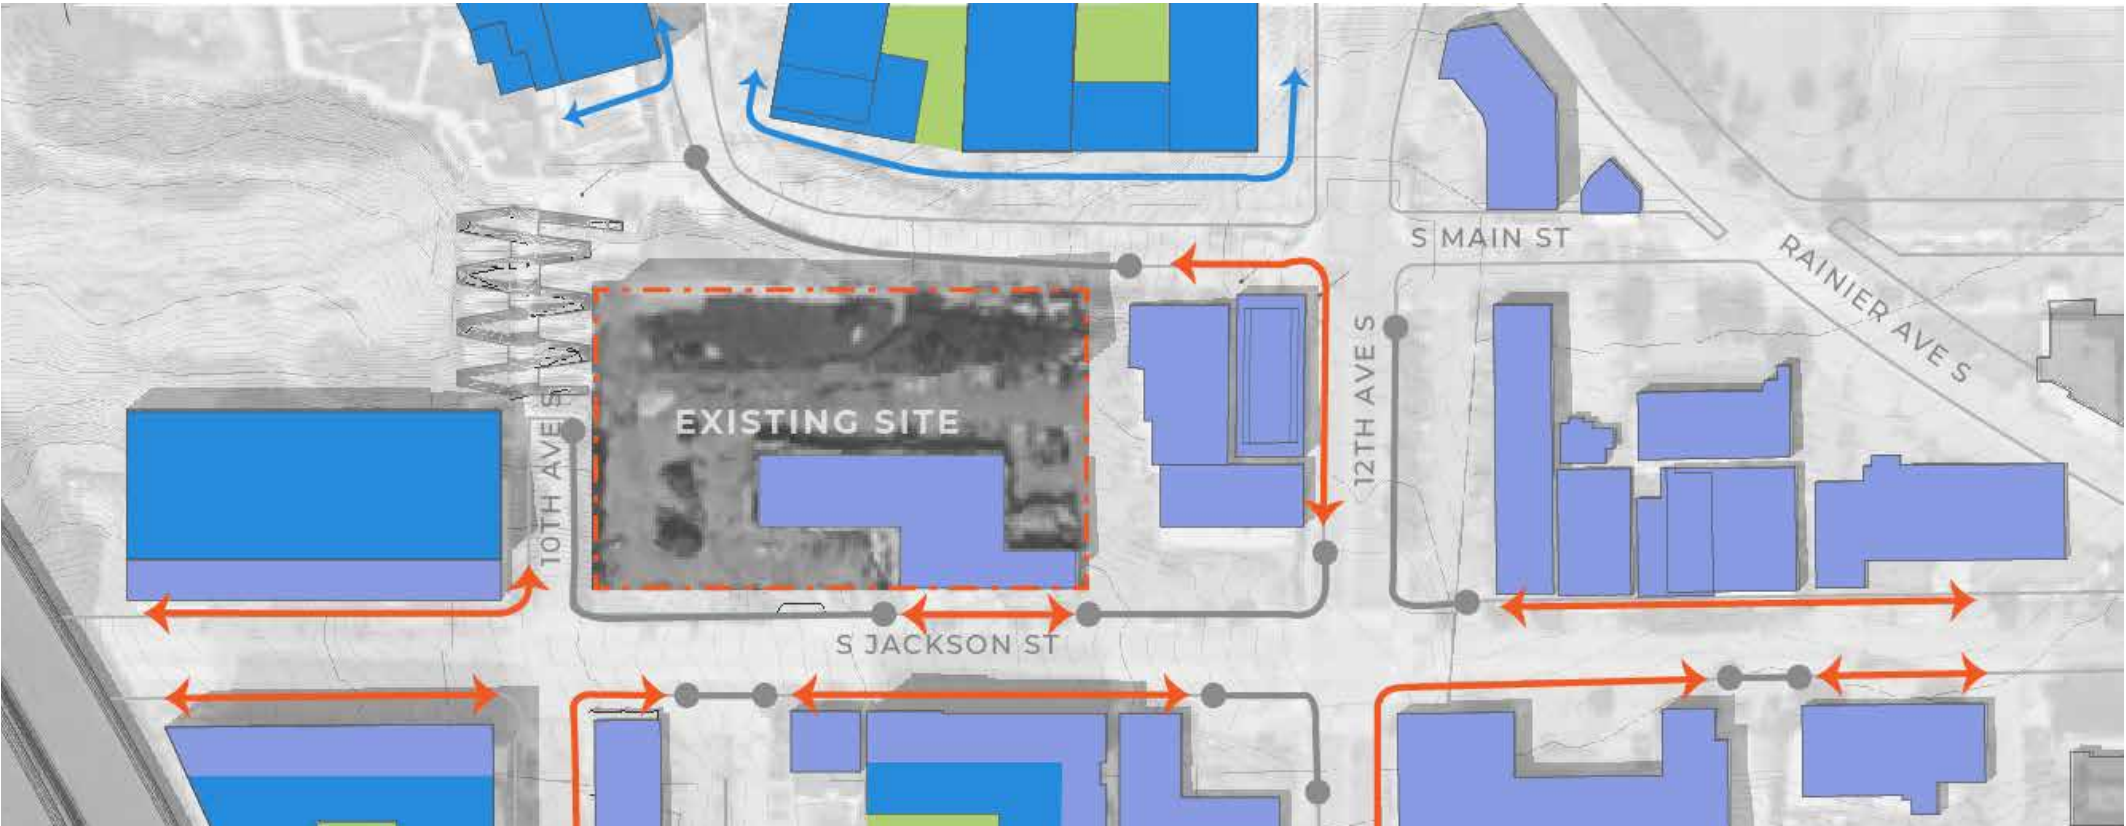 S MAIN ST
RAINIER AVE S
EXISTING SITE
10TH AVE S
12TH AVE S
S JACKSON ST